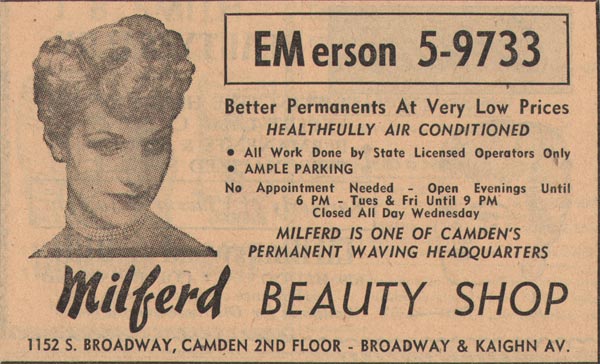 EMerson 5-9733
Better Permanents At Very Low Prices
HEALTHFULLY AIR CONDITIONED
• All Work Done by State Licensed Operators Only
• AMPLE PARKING
No Appointment Needed - Open Evenings Until
6 PM - Tues & Fri Until 9 PM
Closed All Day Wednesday
MILFERD IS ONE OF CAMDEN'S
PERMANENT WAVING HEADQUARTERS
Milferd BEAUTY SHOP
1152 S. BROADWAY, CAMDEN 2ND FLOOR - BROADWAY & KAIGHN AV.